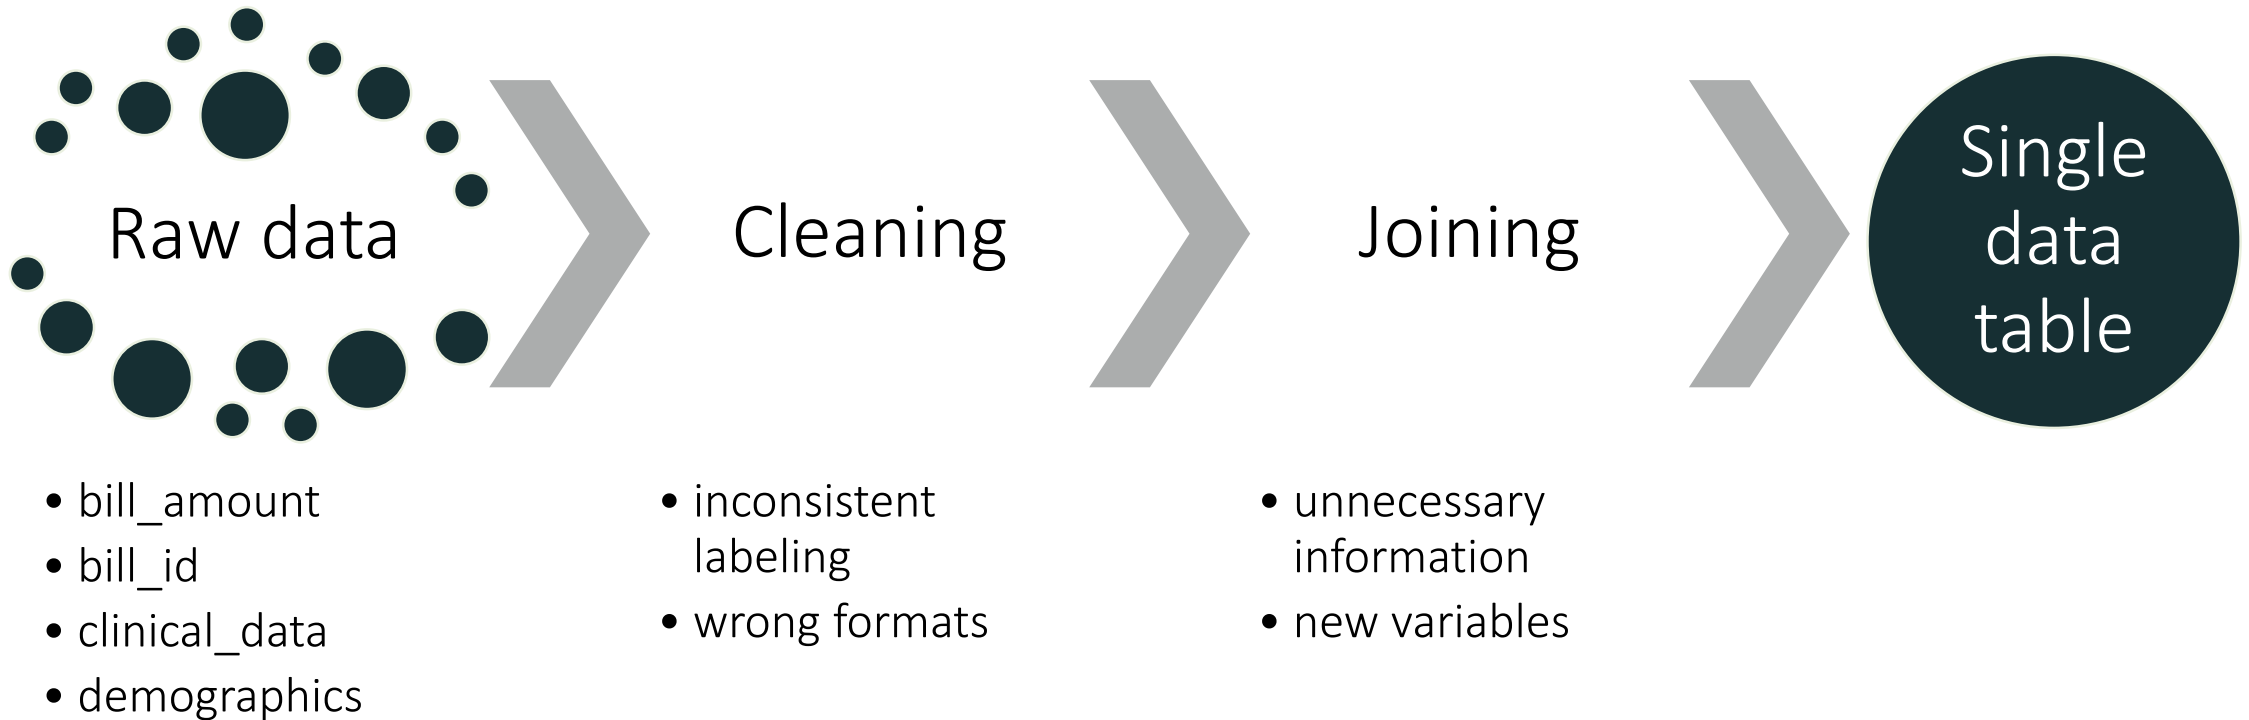 Raw data
Cleaning
Joining
Single
data
table
• bill_amount
• bill_id
• clinical_data
• demographics
• inconsistent
labeling
• wrong formats
• unnecessary
information
• new variables